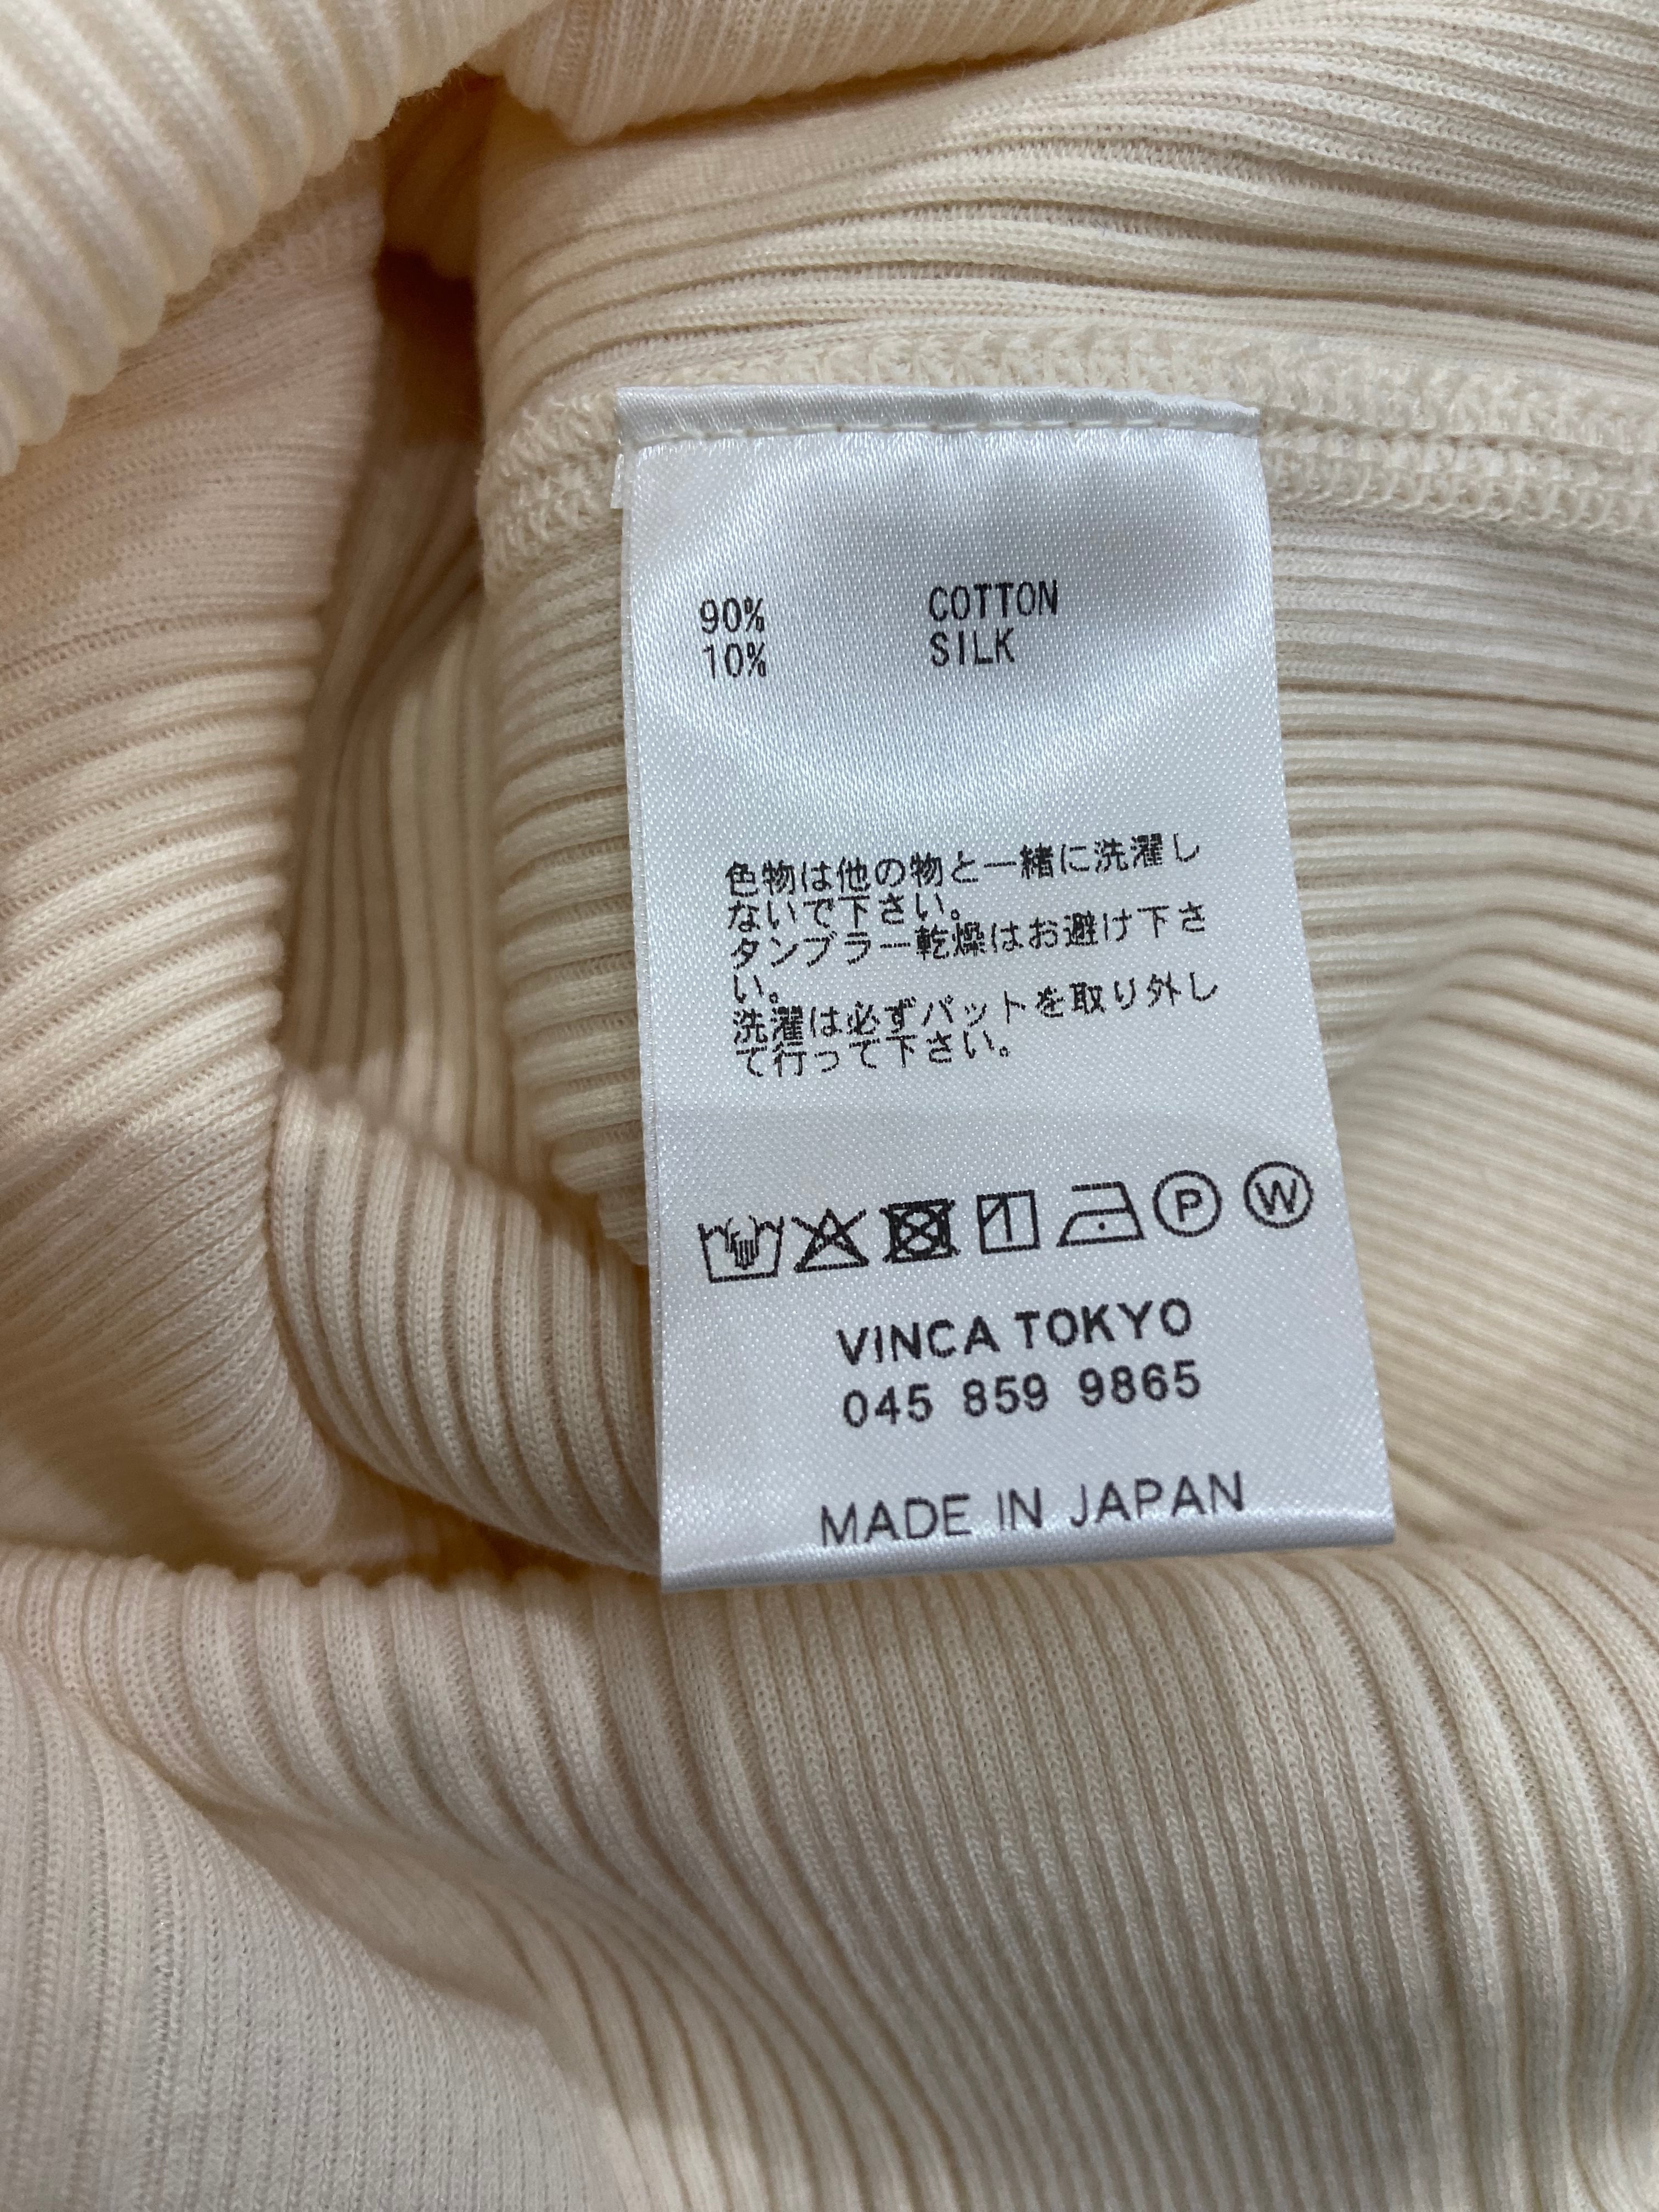 90% COTTON
10% SILK
色物は他の物と一緒に洗濯し
ないで下さい。
タンブラー乾燥はお避け下さ
い。
洗濯は必ずパットを取り外し
て行って下さい。
1 P W
VINCA TOKYO
045 859 9865
MADE IN JAPAN